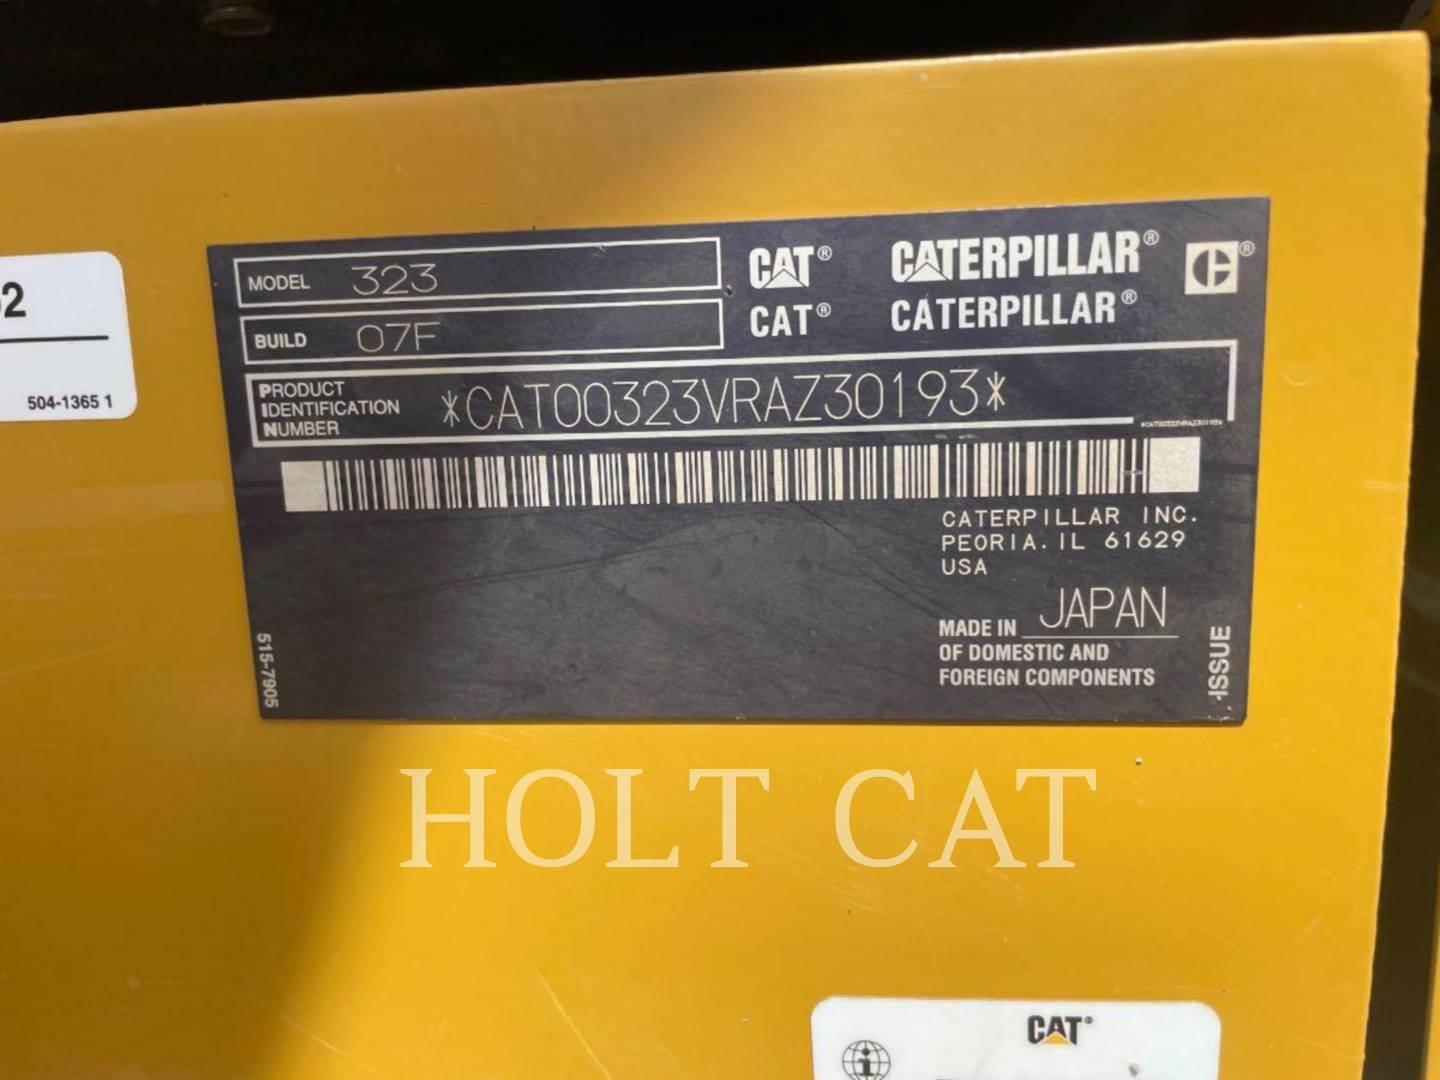 MODEL 323
BUILD 07F
CAT® CATERPILLAR® ®
CAT® CATERPILLAR®
PRODUCT
IDENTIFICATION
NUMBER
*CAT00323VRAZ30193*
*CAT00323VRAZ30193*
CATERPILLAR INC.
PEORIA. IL 61629
USA
MADE IN JAPAN
OF DOMESTIC AND
FOREIGN COMPONENTS
515-7905
-ISSUE
2
504-1365 1
HOLT CAT
CAT®
i